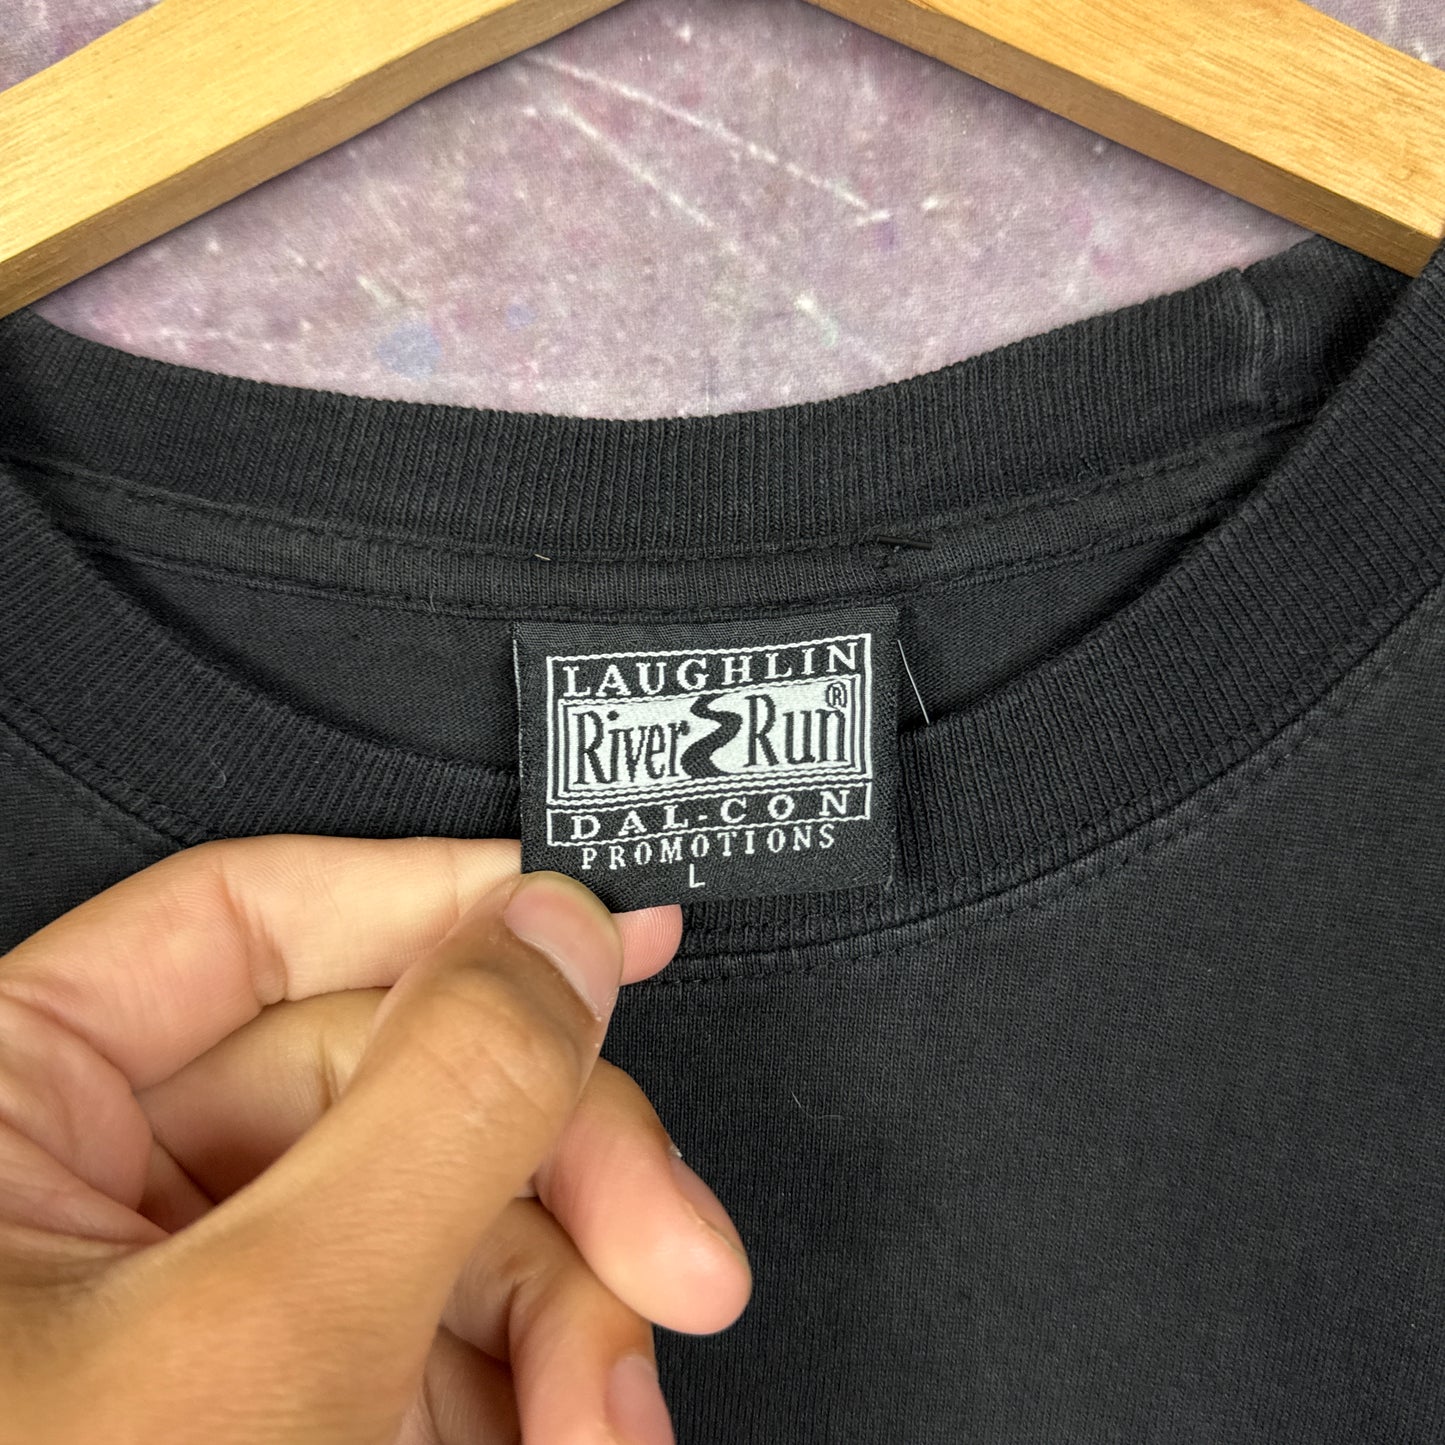 LAUGHLIN
River Run®
DAL-CON
PROMOTIONS
L